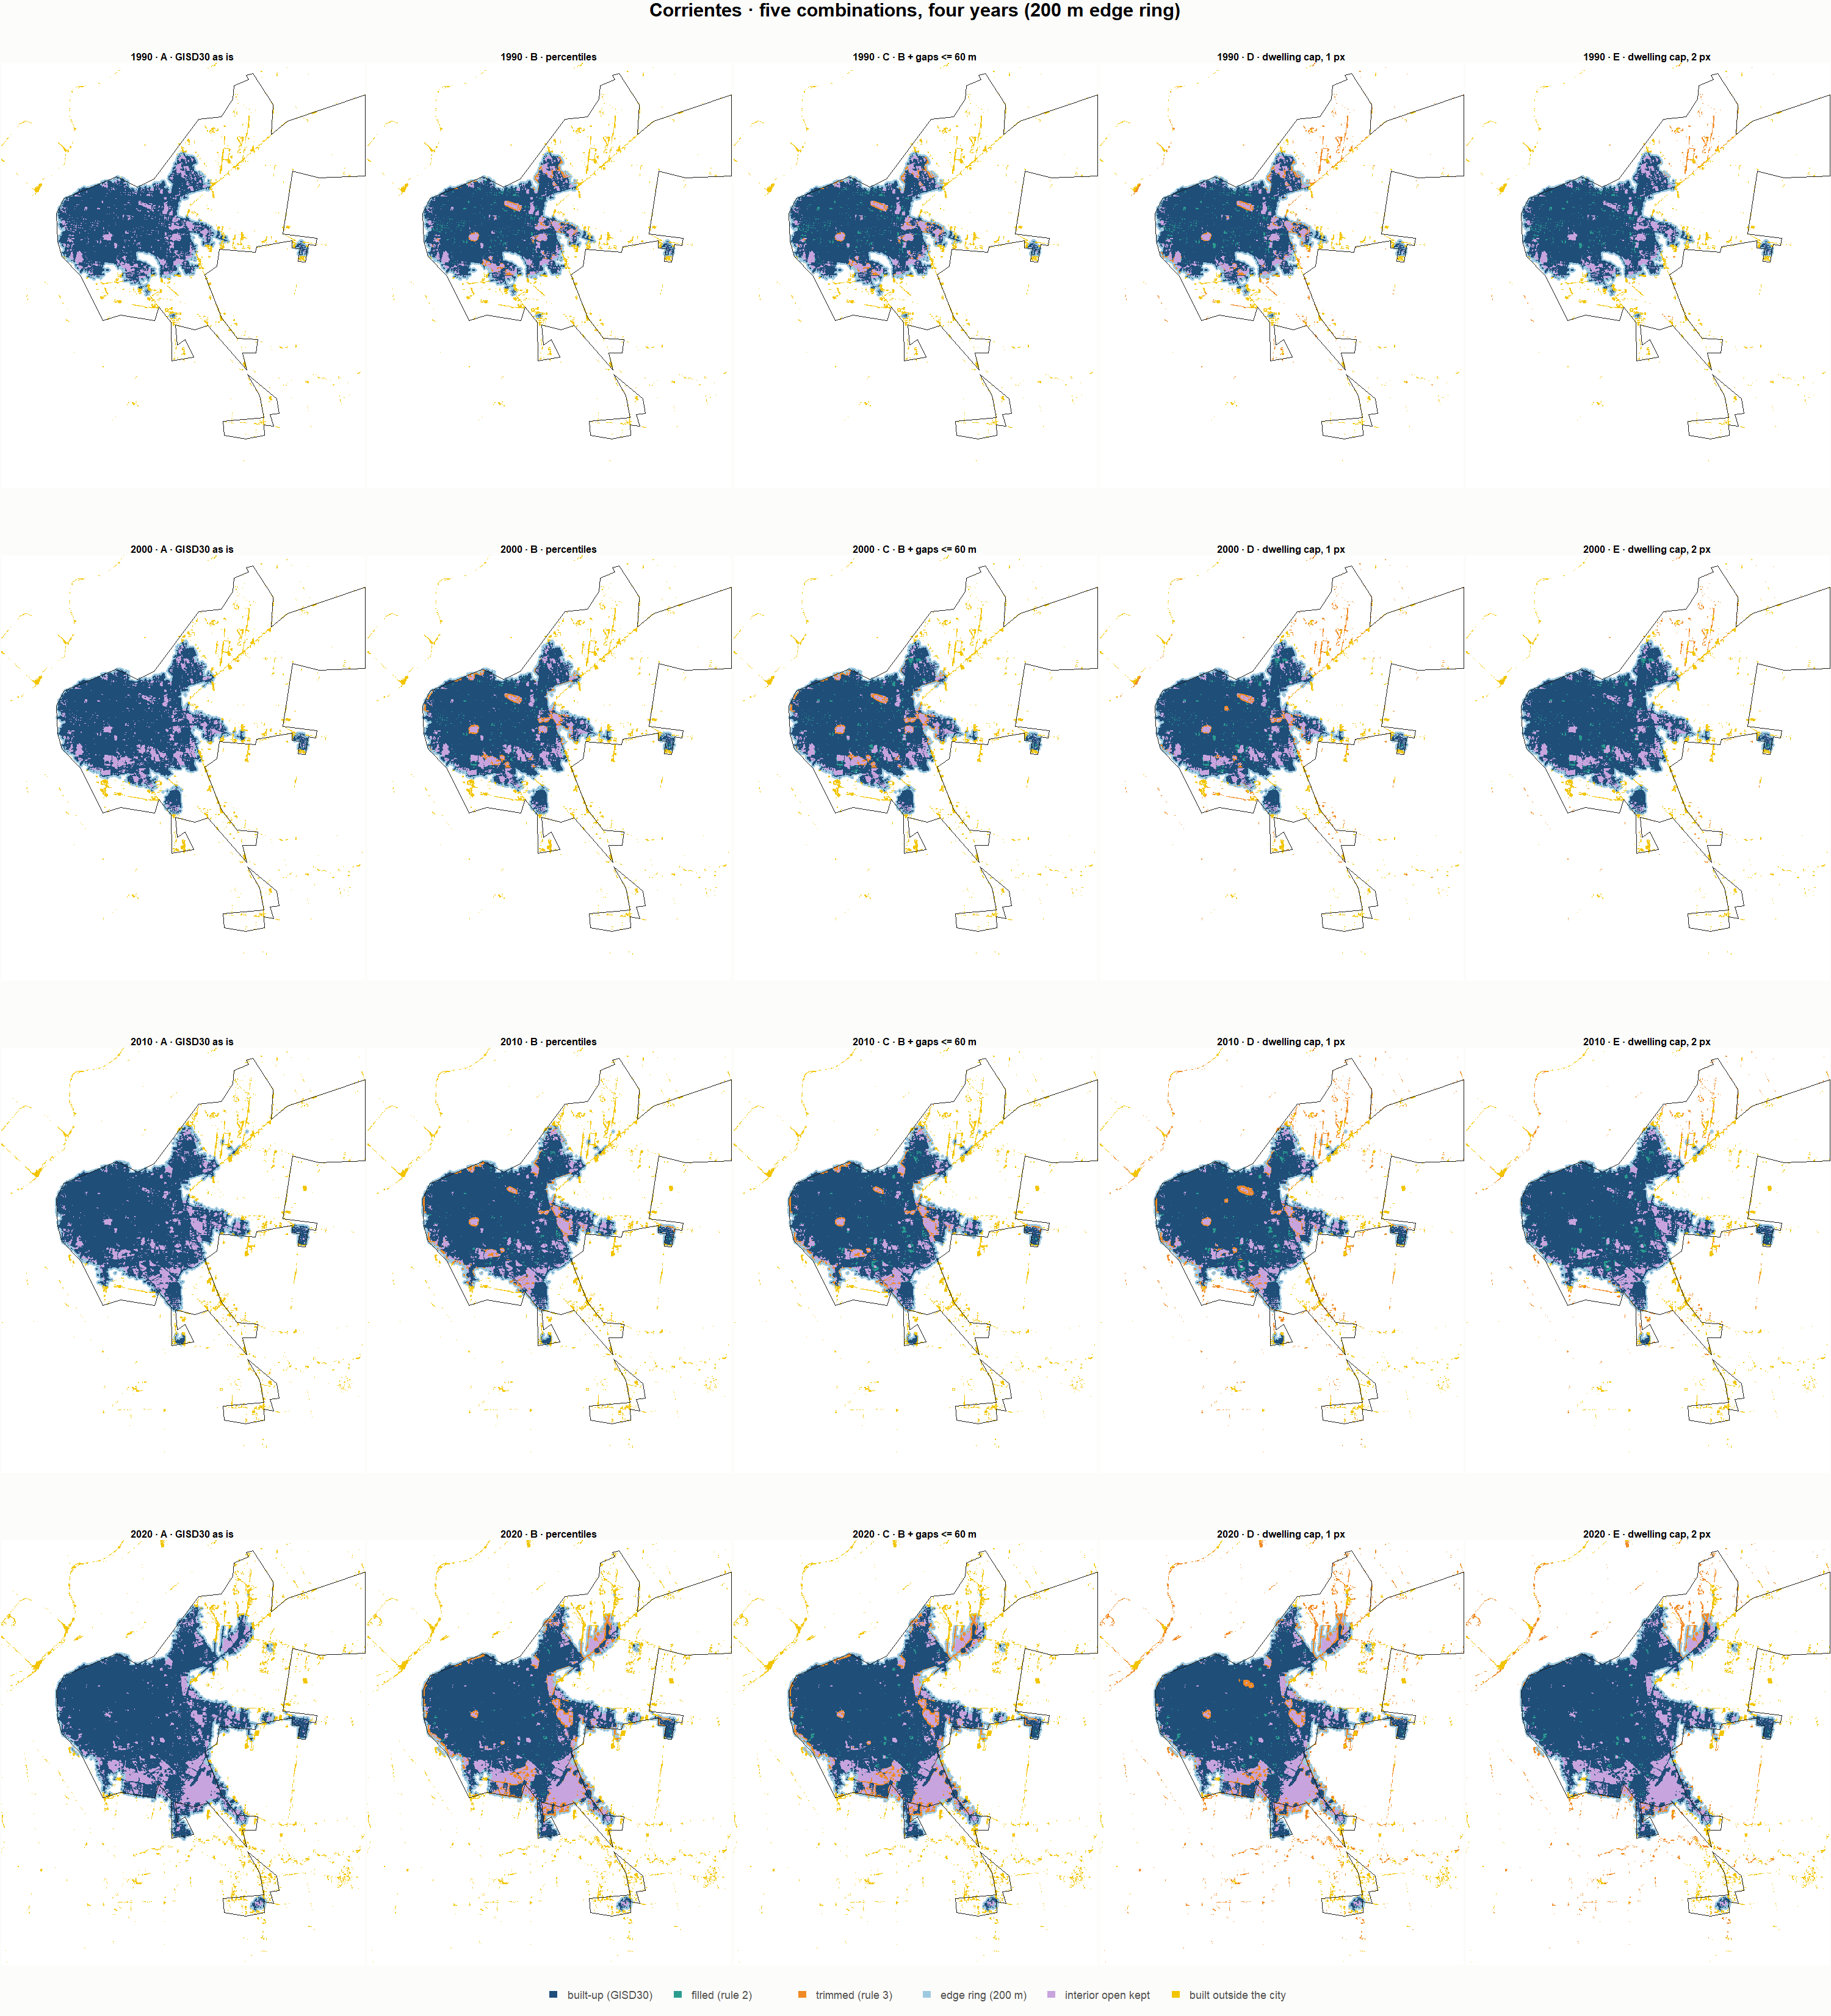 Corrientes · five combinations, four years (200 m edge ring)
1990 · A · GISD30 as is
1990 · B · percentiles
1990 · C · B + gaps <= 60 m
1990 · D · dwelling cap, 1 px
1990 · E · dwelling cap, 2 px
2000 · A · GISD30 as is
2000 · B · percentiles
2000 · C · B + gaps <= 60 m
2000 · D · dwelling cap, 1 px
2000 · E · dwelling cap, 2 px
2010 · A · GISD30 as is
2010 · B · percentiles
2010 · C · B + gaps <= 60 m
2010 · D · dwelling cap, 1 px
2010 · E · dwelling cap, 2 px
2020 · A · GISD30 as is
2020 · B · percentiles
2020 · C · B + gaps <= 60 m
2020 · D · dwelling cap, 1 px
2020 · E · dwelling cap, 2 px
built-up (GISD30)
filled (rule 2)
trimmed (rule 3)
edge ring (200 m)
interior open kept
built outside the city